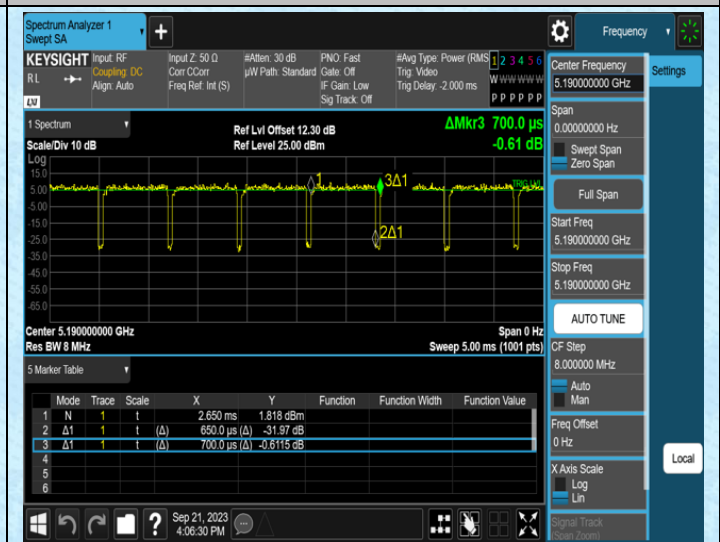 Spectrum Analyzer 1
Swept SA
+
Frequency
KEYSIGHT
RL
LXI
Input: RF
Coupling: DC
Align: Auto
Input Z: 50 Ω
Corr CCorr
Freq Ref: Int (S)
#Atten: 30 dB
µW Path: Standard
PNO: Fast
Gate: Off
IF Gain: Low
Sig Track: Off
#Avg Type: Power (RMS
Trig: Video
Trig Delay: -2.000 ms
1 2 3 4 5 6
W W W W W W
P P P P P P
1 Spectrum
Scale/Div 10 dB
Ref Lvl Offset 12.30 dB
Ref Level 25.00 dBm
ΔMkr3 700.0 µs
-0.61 dB
Log
15.0
5.00
-5.00
-15.0
-25.0
-35.0
-45.0
-55.0
-65.0
1
3Δ1
2Δ1
TRIG LVL
Center 5.190000000 GHz
Res BW 8 MHz
Span 0 Hz
Sweep 5.00 ms (1001 pts)
5 Marker Table
Mode Trace Scale X Y Function Function Width Function Value
1 N 1 t 2.650 ms 1.818 dBm
2 Δ1 1 t (Δ) 650.0 µs (Δ) -31.97 dB
3 Δ1 1 t (Δ) 700.0 µs (Δ) -0.6115 dB
4
5
6
?
Sep 21, 2023
4:06:30 PM
Center Frequency
5.190000000 GHz
Span
0.00000000 Hz
Swept Span
Zero Span
Full Span
Start Freq
5.190000000 GHz
Stop Freq
5.190000000 GHz
AUTO TUNE
CF Step
8.000000 MHz
Auto
Man
Freq Offset
0 Hz
X Axis Scale
Log
Lin
Signal Track
(Span Zoom)
Settings
Local